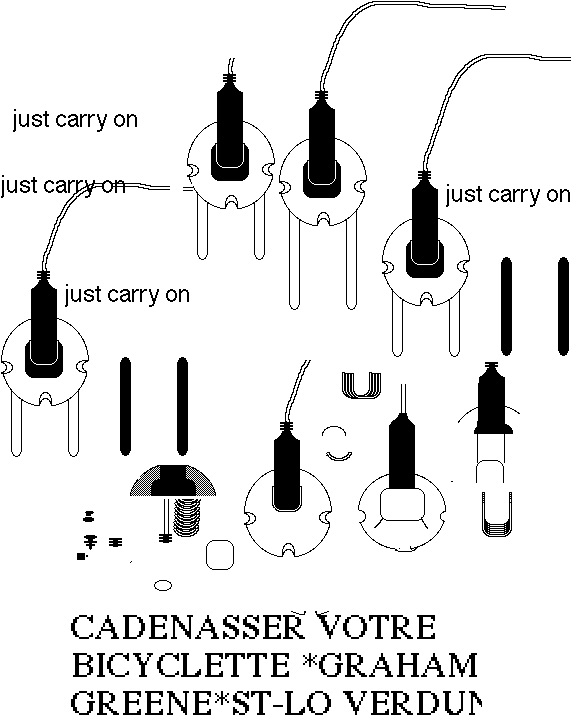 just carry on
just carry on
just carry on
just carry on
CADENASSER VOTRE
BICYCLETTE *GRAHAM
GREENE*ST-LO VERDUN